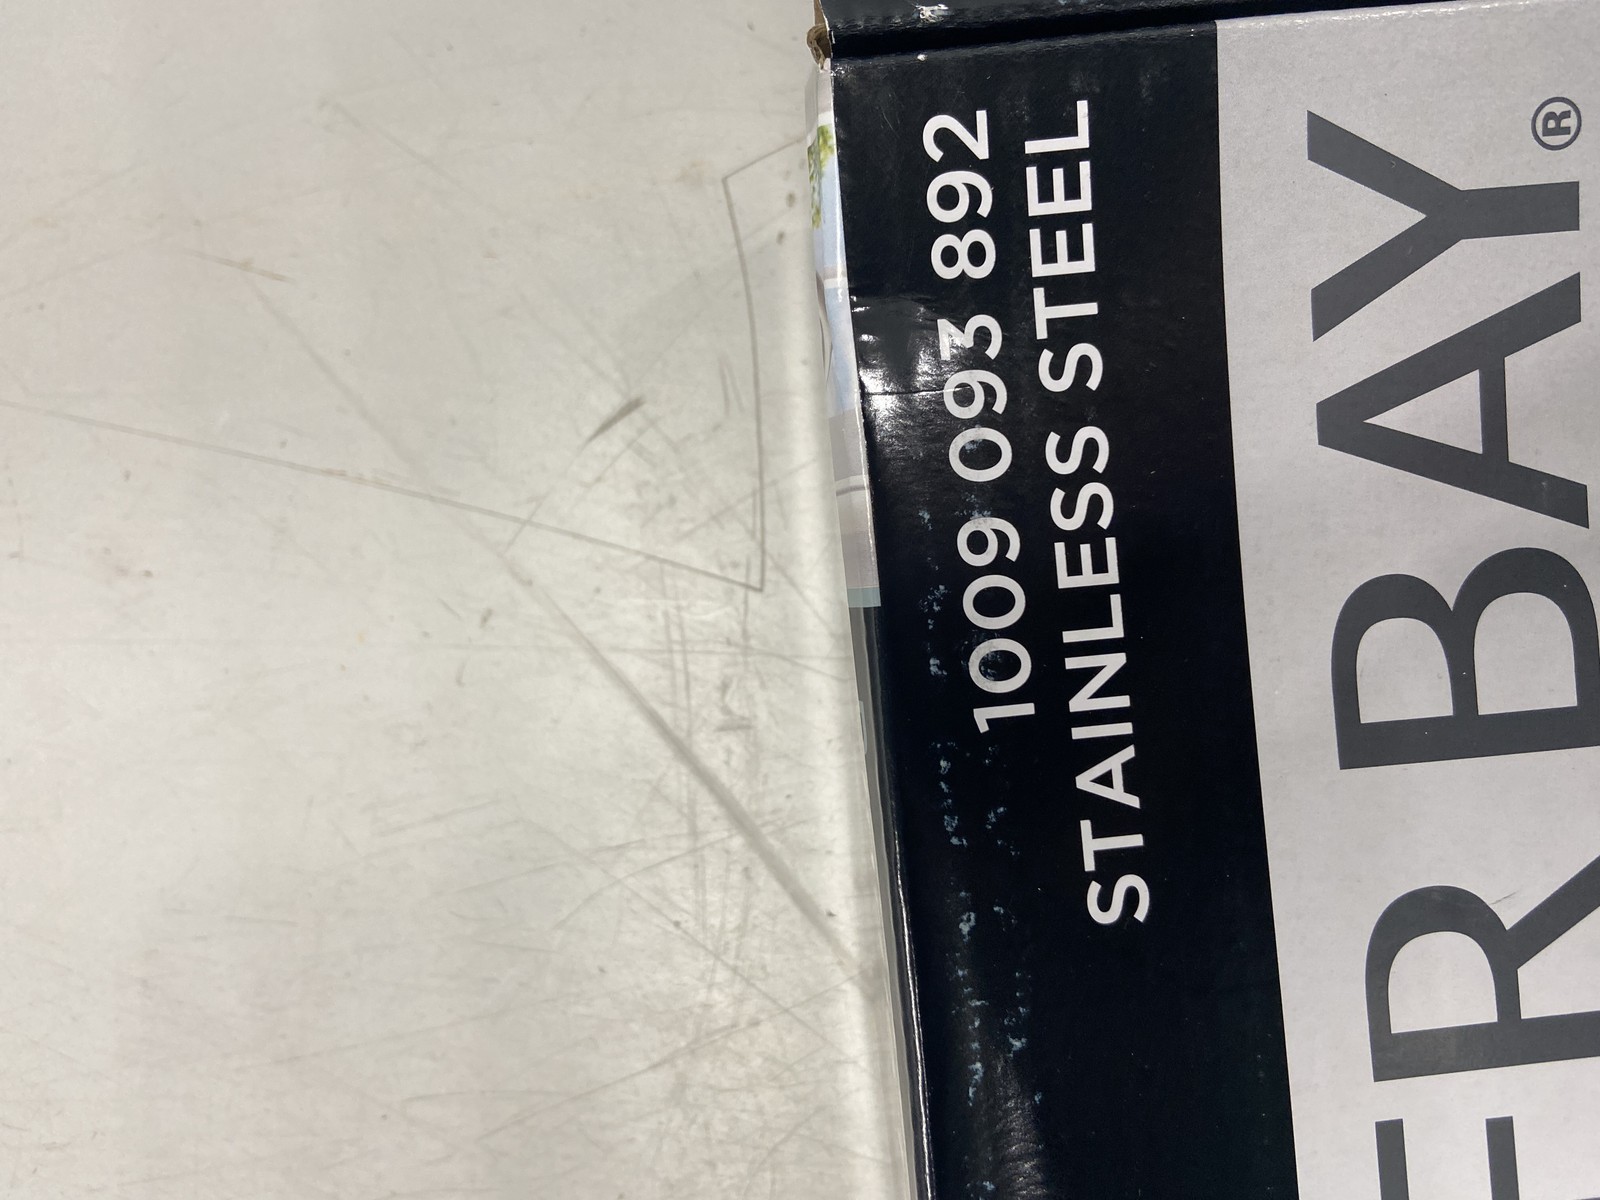 1009 093 892
STAINLESS STEEL
ER BAY®